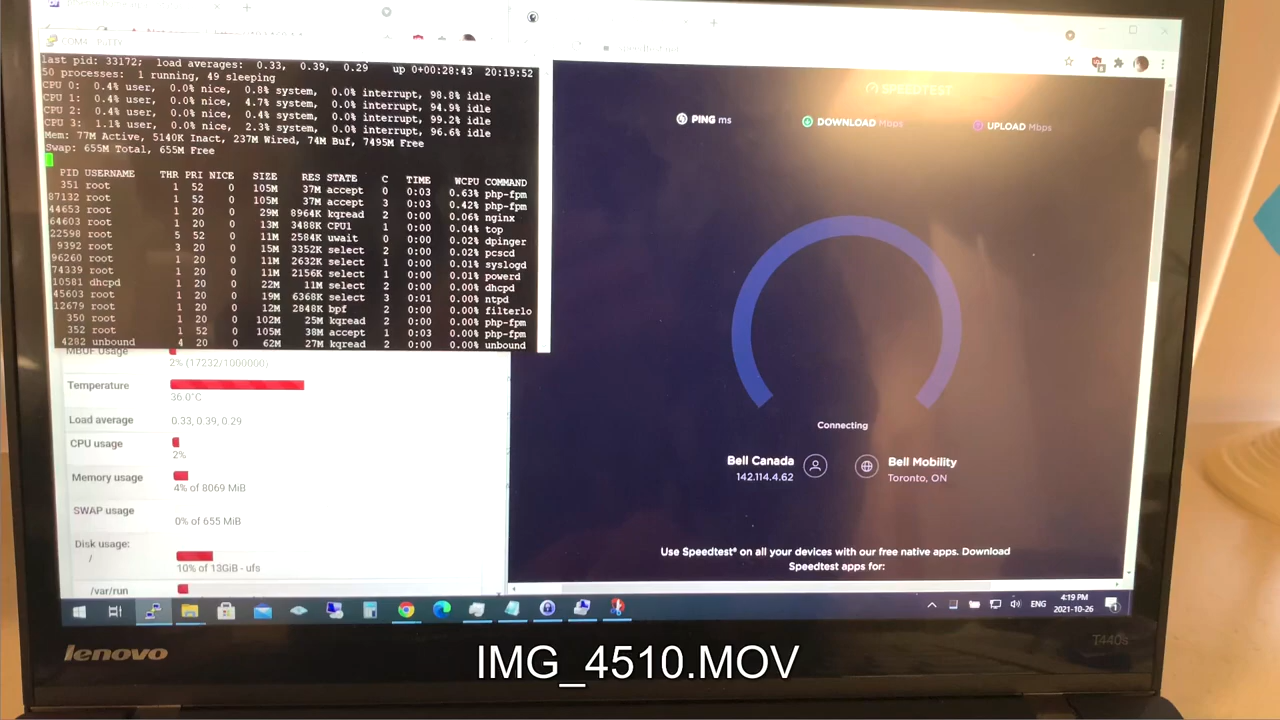 COM4 - PuTTY
last pid: 33172; load averages: 0.33, 0.39, 0.29 up 0+00:28:43 20:19:52
50 processes: 1 running, 49 sleeping
CPU 0: 0.4% user, 0.0% nice, 0.8% system, 0.0% interrupt, 98.8% idle
CPU 1: 0.4% user, 0.0% nice, 4.7% system, 0.0% interrupt, 94.9% idle
CPU 2: 0.4% user, 0.0% nice, 0.4% system, 0.0% interrupt, 99.2% idle
CPU 3: 1.1% user, 0.0% nice, 2.3% system, 0.0% interrupt, 96.6% idle
Mem: 77M Active, 5140K Inact, 237M Wired, 74M Buf, 7495M Free
Swap: 655M Total, 655M Free
PID USERNAME THR PRI NICE SIZE RES STATE C TIME WCPU COMMAND
351 root 1 52 0 105M 37M accept 0 0:03 0.63% php-fpm
87132 root 1 52 0 105M 37M accept 3 0:03 0.42% php-fpm
44653 root 1 20 0 29M 8964K kqread 2 0:00 0.06% nginx
64603 root 1 20 0 13M 3488K CPU1 1 0:00 0.04% top
22598 root 5 52 0 11M 2584K uwait 0 0:00 0.02% dpinger
9392 root 3 20 0 15M 3352K select 2 0:00 0.02% pcscd
96260 root 1 20 0 11M 2632K select 1 0:00 0.01% syslogd
74339 root 1 20 0 11M 2156K select 1 0:00 0.01% powerd
10581 dhcpd 1 20 0 22M 11M select 2 0:00 0.00% dhcpd
45603 root 1 20 0 19M 6368K select 3 0:01 0.00% ntpd
12679 root 1 20 0 12M 2848K bpf 2 0:00 0.00% filterlo
350 root 1 20 0 102M 25M kqread 2 0:00 0.00% php-fpm
352 root 1 52 0 105M 38M accept 1 0:03 0.00% php-fpm
4282 unbound 4 20 0 62M 27M kqread 2 0:00 0.00% unbound
MBUF Usage
2% (17232/1000000)
Temperature
36.0°C
Load average
0.33, 0.39, 0.29
CPU usage
2%
Memory usage
4% of 8069 MiB
SWAP usage
0% of 655 MiB
Disk usage:
/
10% of 13GiB - ufs
/var/run
speedtest.net
SPEEDTEST
PING ms
DOWNLOAD Mbps
UPLOAD Mbps
Connecting
Bell Canada
142.114.4.62
Bell Mobility
Toronto, ON
Use Speedtest® on all your devices with our free native apps. Download
Speedtest apps for:
ENG
4:19 PM
2021-10-26
1
lenovo
T440s
IMG_4510.MOV